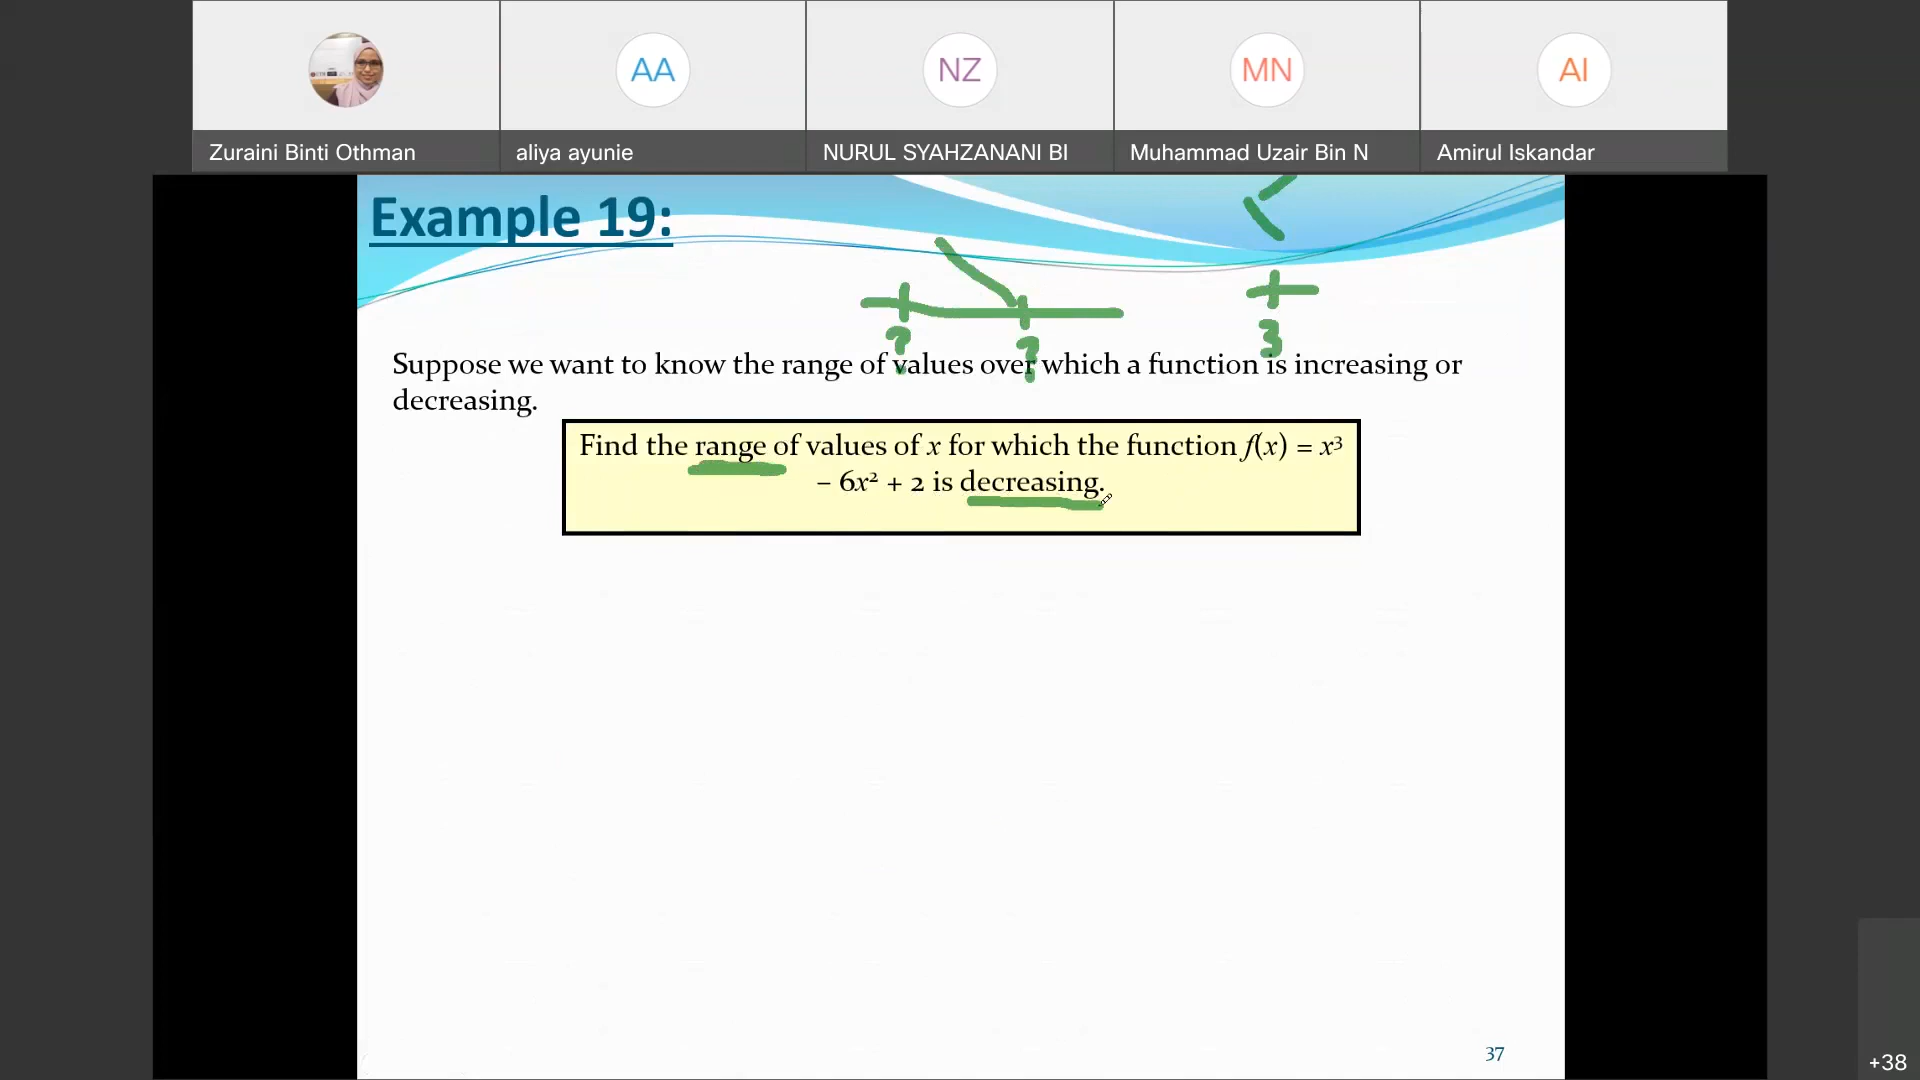 AA
NZ
MN
AI
Zuraini Binti Othman
aliya ayunie
NURUL SYAHZANANI BI
Muhammad Uzair Bin N
Amirul Iskandar
Example 19:
? ? 3
Suppose we want to know the range of values over which a function is increasing or
decreasing.
Find the range of values of x for which the function f(x) = x³
– 6x² + 2 is decreasing.
37
+38